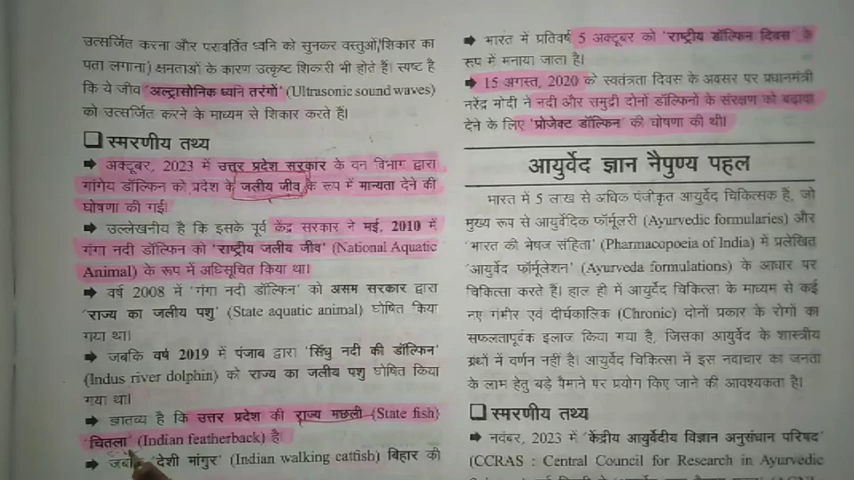 उत्सर्जित करना और परावर्तित ध्वनि को सुनकर वस्तुओं/शिकार का
पता लगाना) क्षमताओं के कारण उत्कृष्ट शिकारी भी होते हैं। स्पष्ट है
कि ये जीव 'अल्ट्रासोनिक ध्वनि तरंगों' (Ultrasonic sound waves)
को उत्सर्जित करने के माध्यम से शिकार करते हैं।
❑ स्मरणीय तथ्य
➡ अक्टूबर, 2023 में उत्तर प्रदेश सरकार के वन विभाग द्वारा
गांगेय डॉल्फिन को प्रदेश के जलीय जीव के रूप में मान्यता देने की
घोषणा की गई
➡ उल्लेखनीय है कि इसके पूर्व केंद्र सरकार ने मई, 2010 में
गंगा नदी डॉल्फिन को 'राष्ट्रीय जलीय जीव' (National Aquatic
Animal) के रूप में अधिसूचित किया था।
➡ वर्ष 2008 में 'गंगा नदी डॉल्फिन' को असम सरकार द्वारा
'राज्य का जलीय पशु' (State aquatic animal) घोषित किया
गया था।
➡ जबकि वर्ष 2019 में पंजाब द्वारा 'सिंधु नदी की डॉल्फिन'
(Indus river dolphin) को राज्य का जलीय पशु घोषित किया
गया था।
➡ ज्ञातव्य है कि उत्तर प्रदेश की राज्य मछली (State fish)
'चितला' (Indian featherback) है।
➡ 'देशी मांगुर' (Indian walking catfish) बिहार की
➡ भारत में प्रतिवर्ष 5 अक्टूबर को 'राष्ट्रीय डॉल्फिन दिवस' के
रूप में मनाया जाता है।
➡ 15 अगस्त, 2020 को स्वतंत्रता दिवस के अवसर पर प्रधानमंत्री
नरेंद्र मोदी ने नदी और समुद्री दोनों डॉल्फिनों के संरक्षण को बढ़ावा
देने के लिए 'प्रोजेक्ट डॉल्फिन' की घोषणा की थी।
आयुर्वेद ज्ञान नैपुण्य पहल
भारत में 5 लाख से अधिक पंजीकृत आयुर्वेद चिकित्सक हैं, जो
मुख्य रूप से आयुर्वेदिक फॉर्मूलरी (Ayurvedic formularies) और
'भारत की भेषज संहिता' (Pharmacopoeia of India) में प्रलेखित
'आयुर्वेद फॉर्मूलेशन' (Ayurveda formulations) के आधार पर
चिकित्सा करते हैं। हाल ही में आयुर्वेद चिकित्सा के माध्यम से कई
नए गंभीर एवं दीर्घकालिक (Chronic) दोनों प्रकार के रोगों का
सफलतापूर्वक इलाज किया गया है, जिसका आयुर्वेद के शास्त्रीय
ग्रंथों में वर्णन नहीं है। आयुर्वेद चिकित्सा में इस नवाचार का जनता
के लाभ हेतु बड़े पैमाने पर प्रयोग किए जाने की आवश्यकता है।
❑ स्मरणीय तथ्य
➡ नवंबर, 2023 में 'केंद्रीय आयुर्वेदीय विज्ञान अनुसंधान परिषद'
(CCRAS : Central Council for Research in Ayurvedic